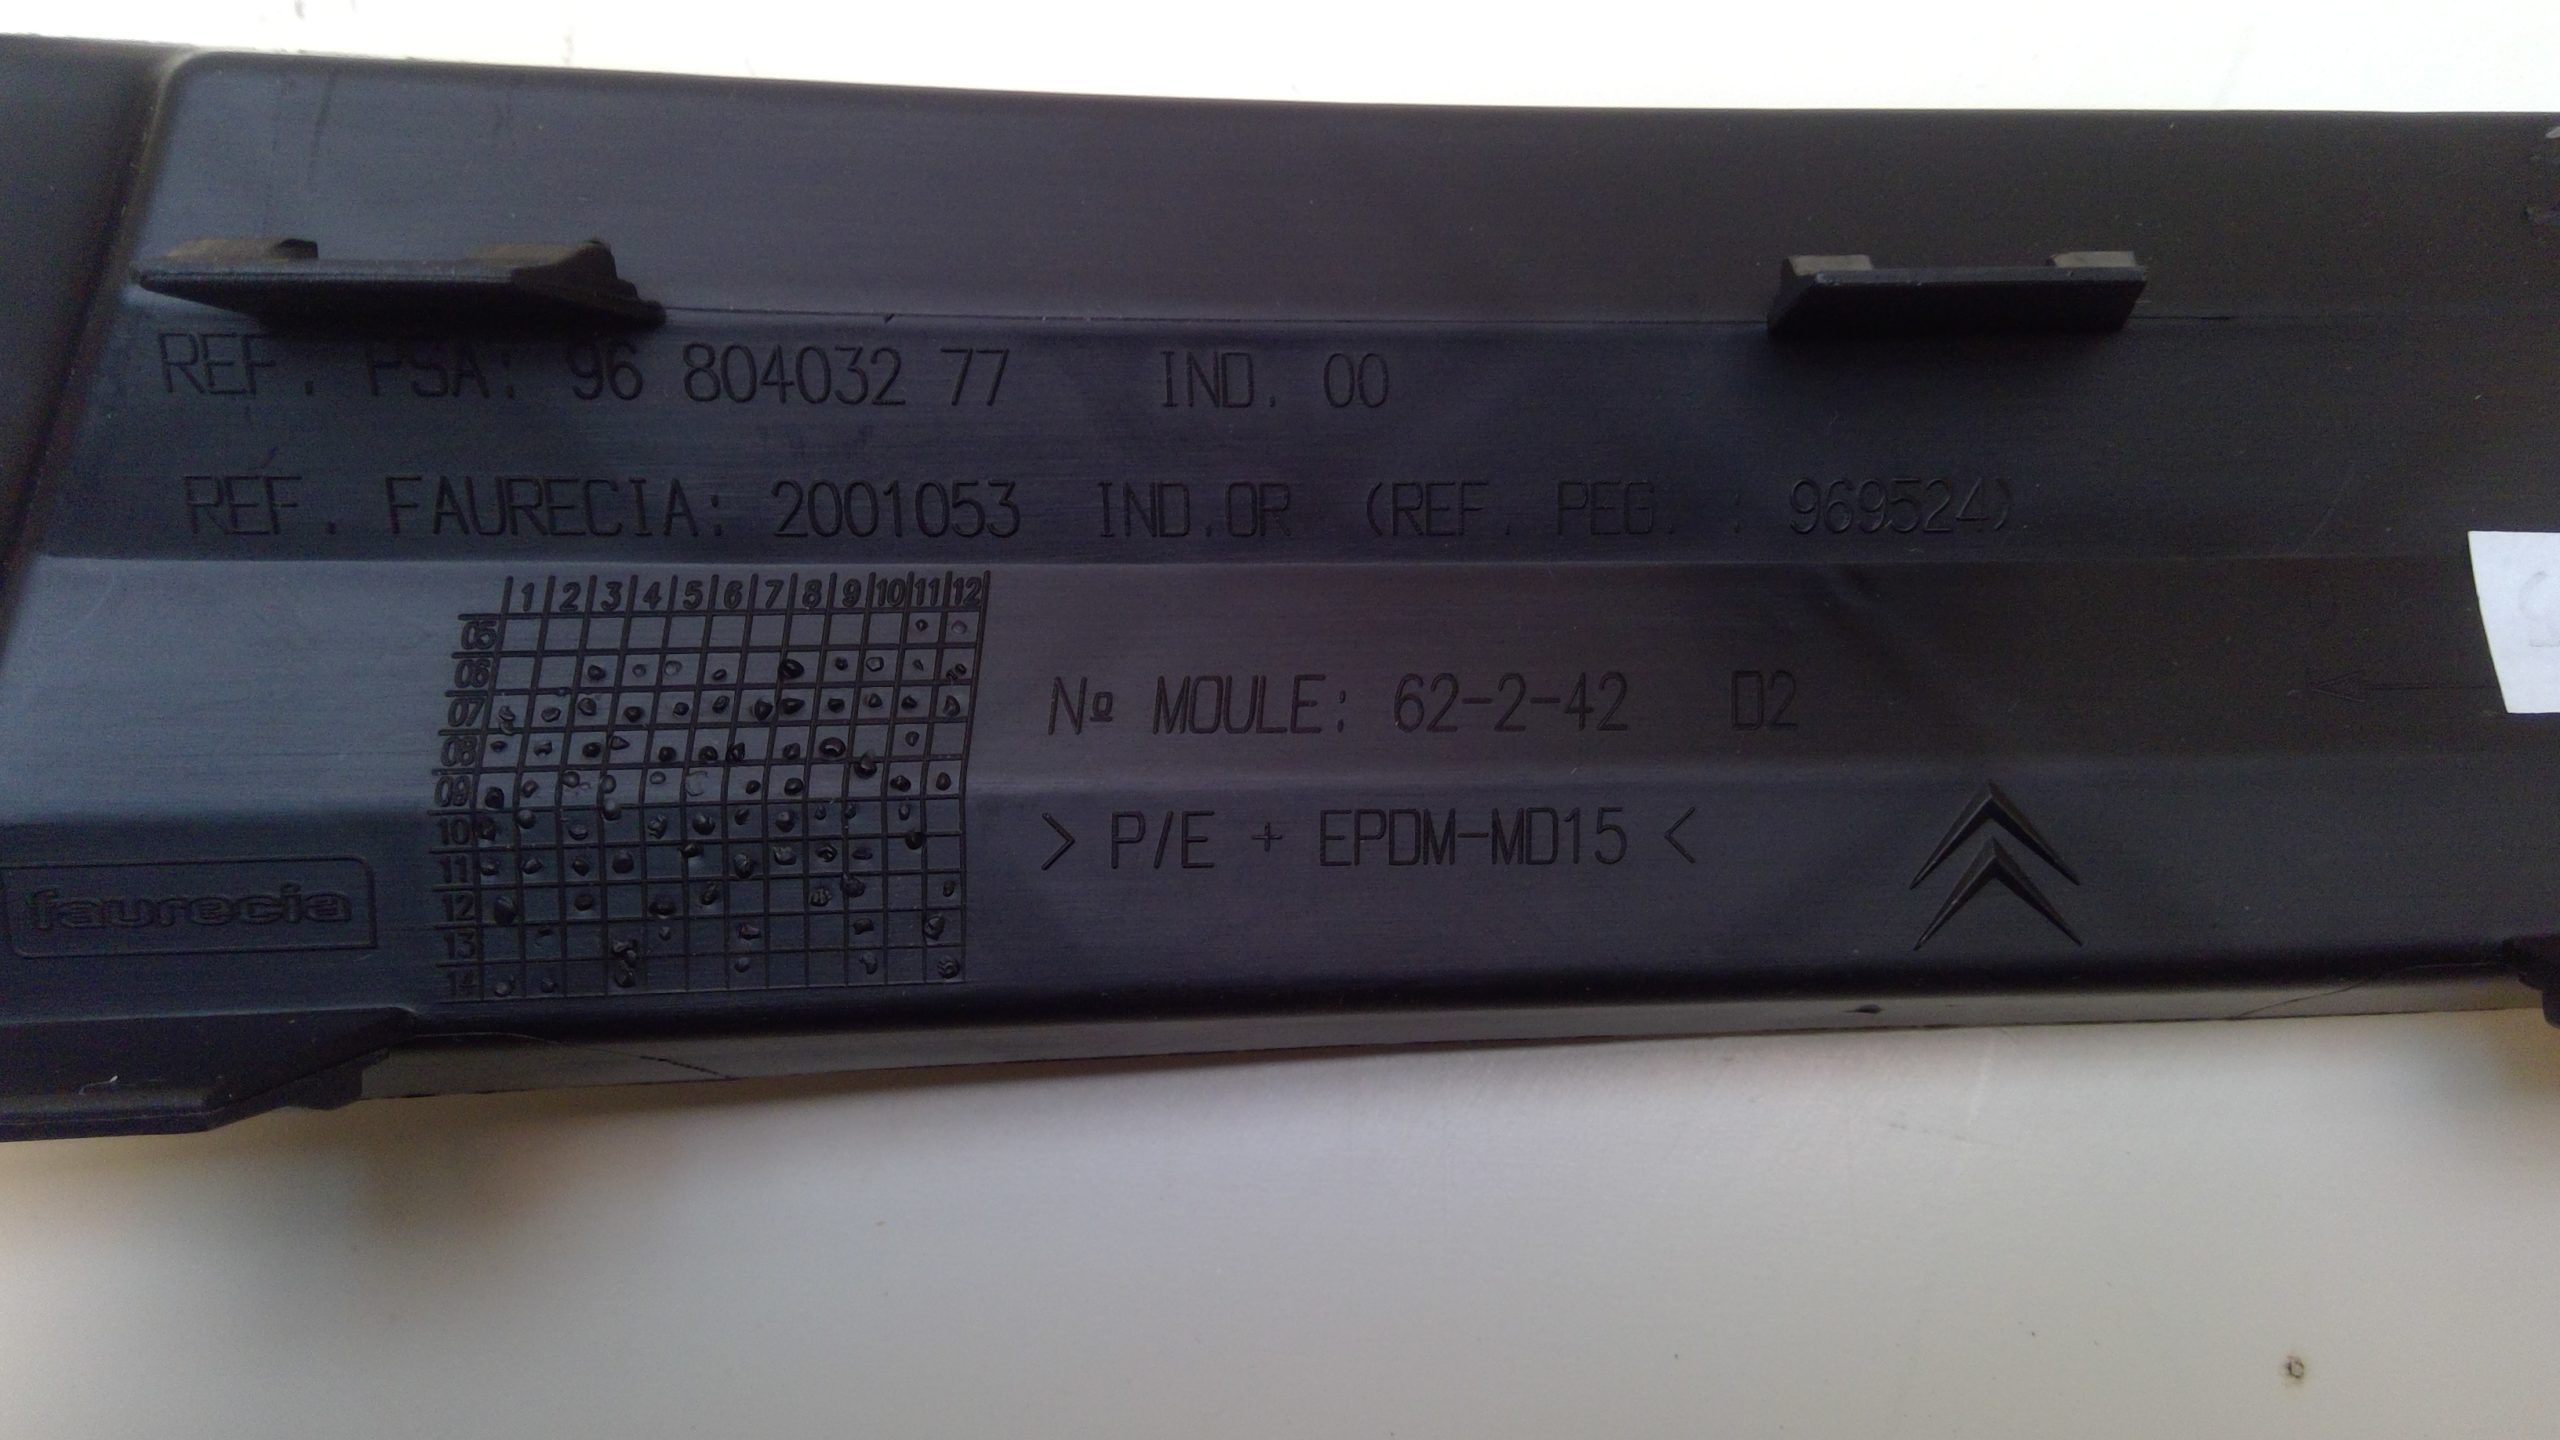 REF. PSA: 96 804032 77 IND. 00
REF. FAURECIA: 2001053 IND.OR (REF. PEG. : 969524)
1 2 3 4 5 6 7 8 9 10 11 12
05
06
07
08
09
10
11
12
13
14
Nº MOULE: 62-2-42 D2
> P/E + EPDM-MD15 <
faurecia